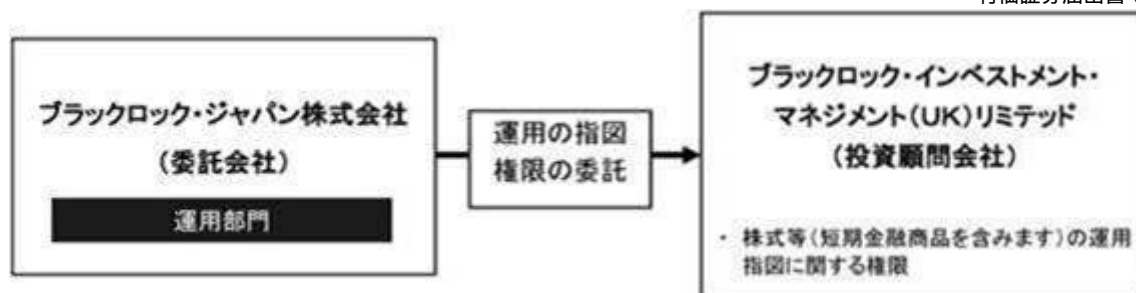 ブラックロック・ジャパン株式会社
（委託会社）
運用部門
運用の指図
権限の委託
ブラックロック・インベストメント・
マネジメント（UK）リミテッド
（投資顧問会社）
・ 株式等（短期金融商品を含みます）の運用
指図に関する権限